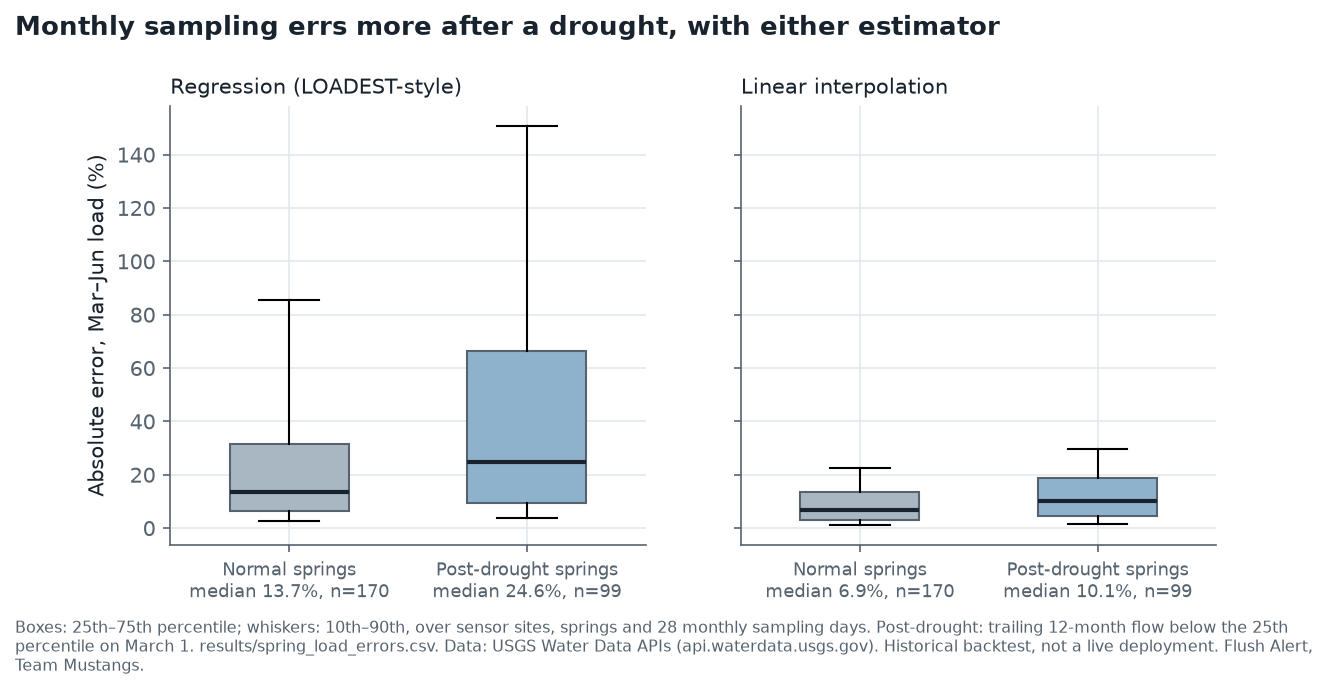 Monthly sampling errs more after a drought, with either estimator
Regression (LOADEST-style)
Linear interpolation
Absolute error, Mar–Jun load (%)
140
120
100
80
60
40
20
0
Normal springs
median 13.7%, n=170
Post-drought springs
median 24.6%, n=99
Normal springs
median 6.9%, n=170
Post-drought springs
median 10.1%, n=99
Boxes: 25th–75th percentile; whiskers: 10th–90th, over sensor sites, springs and 28 monthly sampling days. Post-drought: trailing 12-month flow below the 25th
percentile on March 1. results/spring_load_errors.csv. Data: USGS Water Data APIs (api.waterdata.usgs.gov). Historical backtest, not a live deployment. Flush Alert,
Team Mustangs.